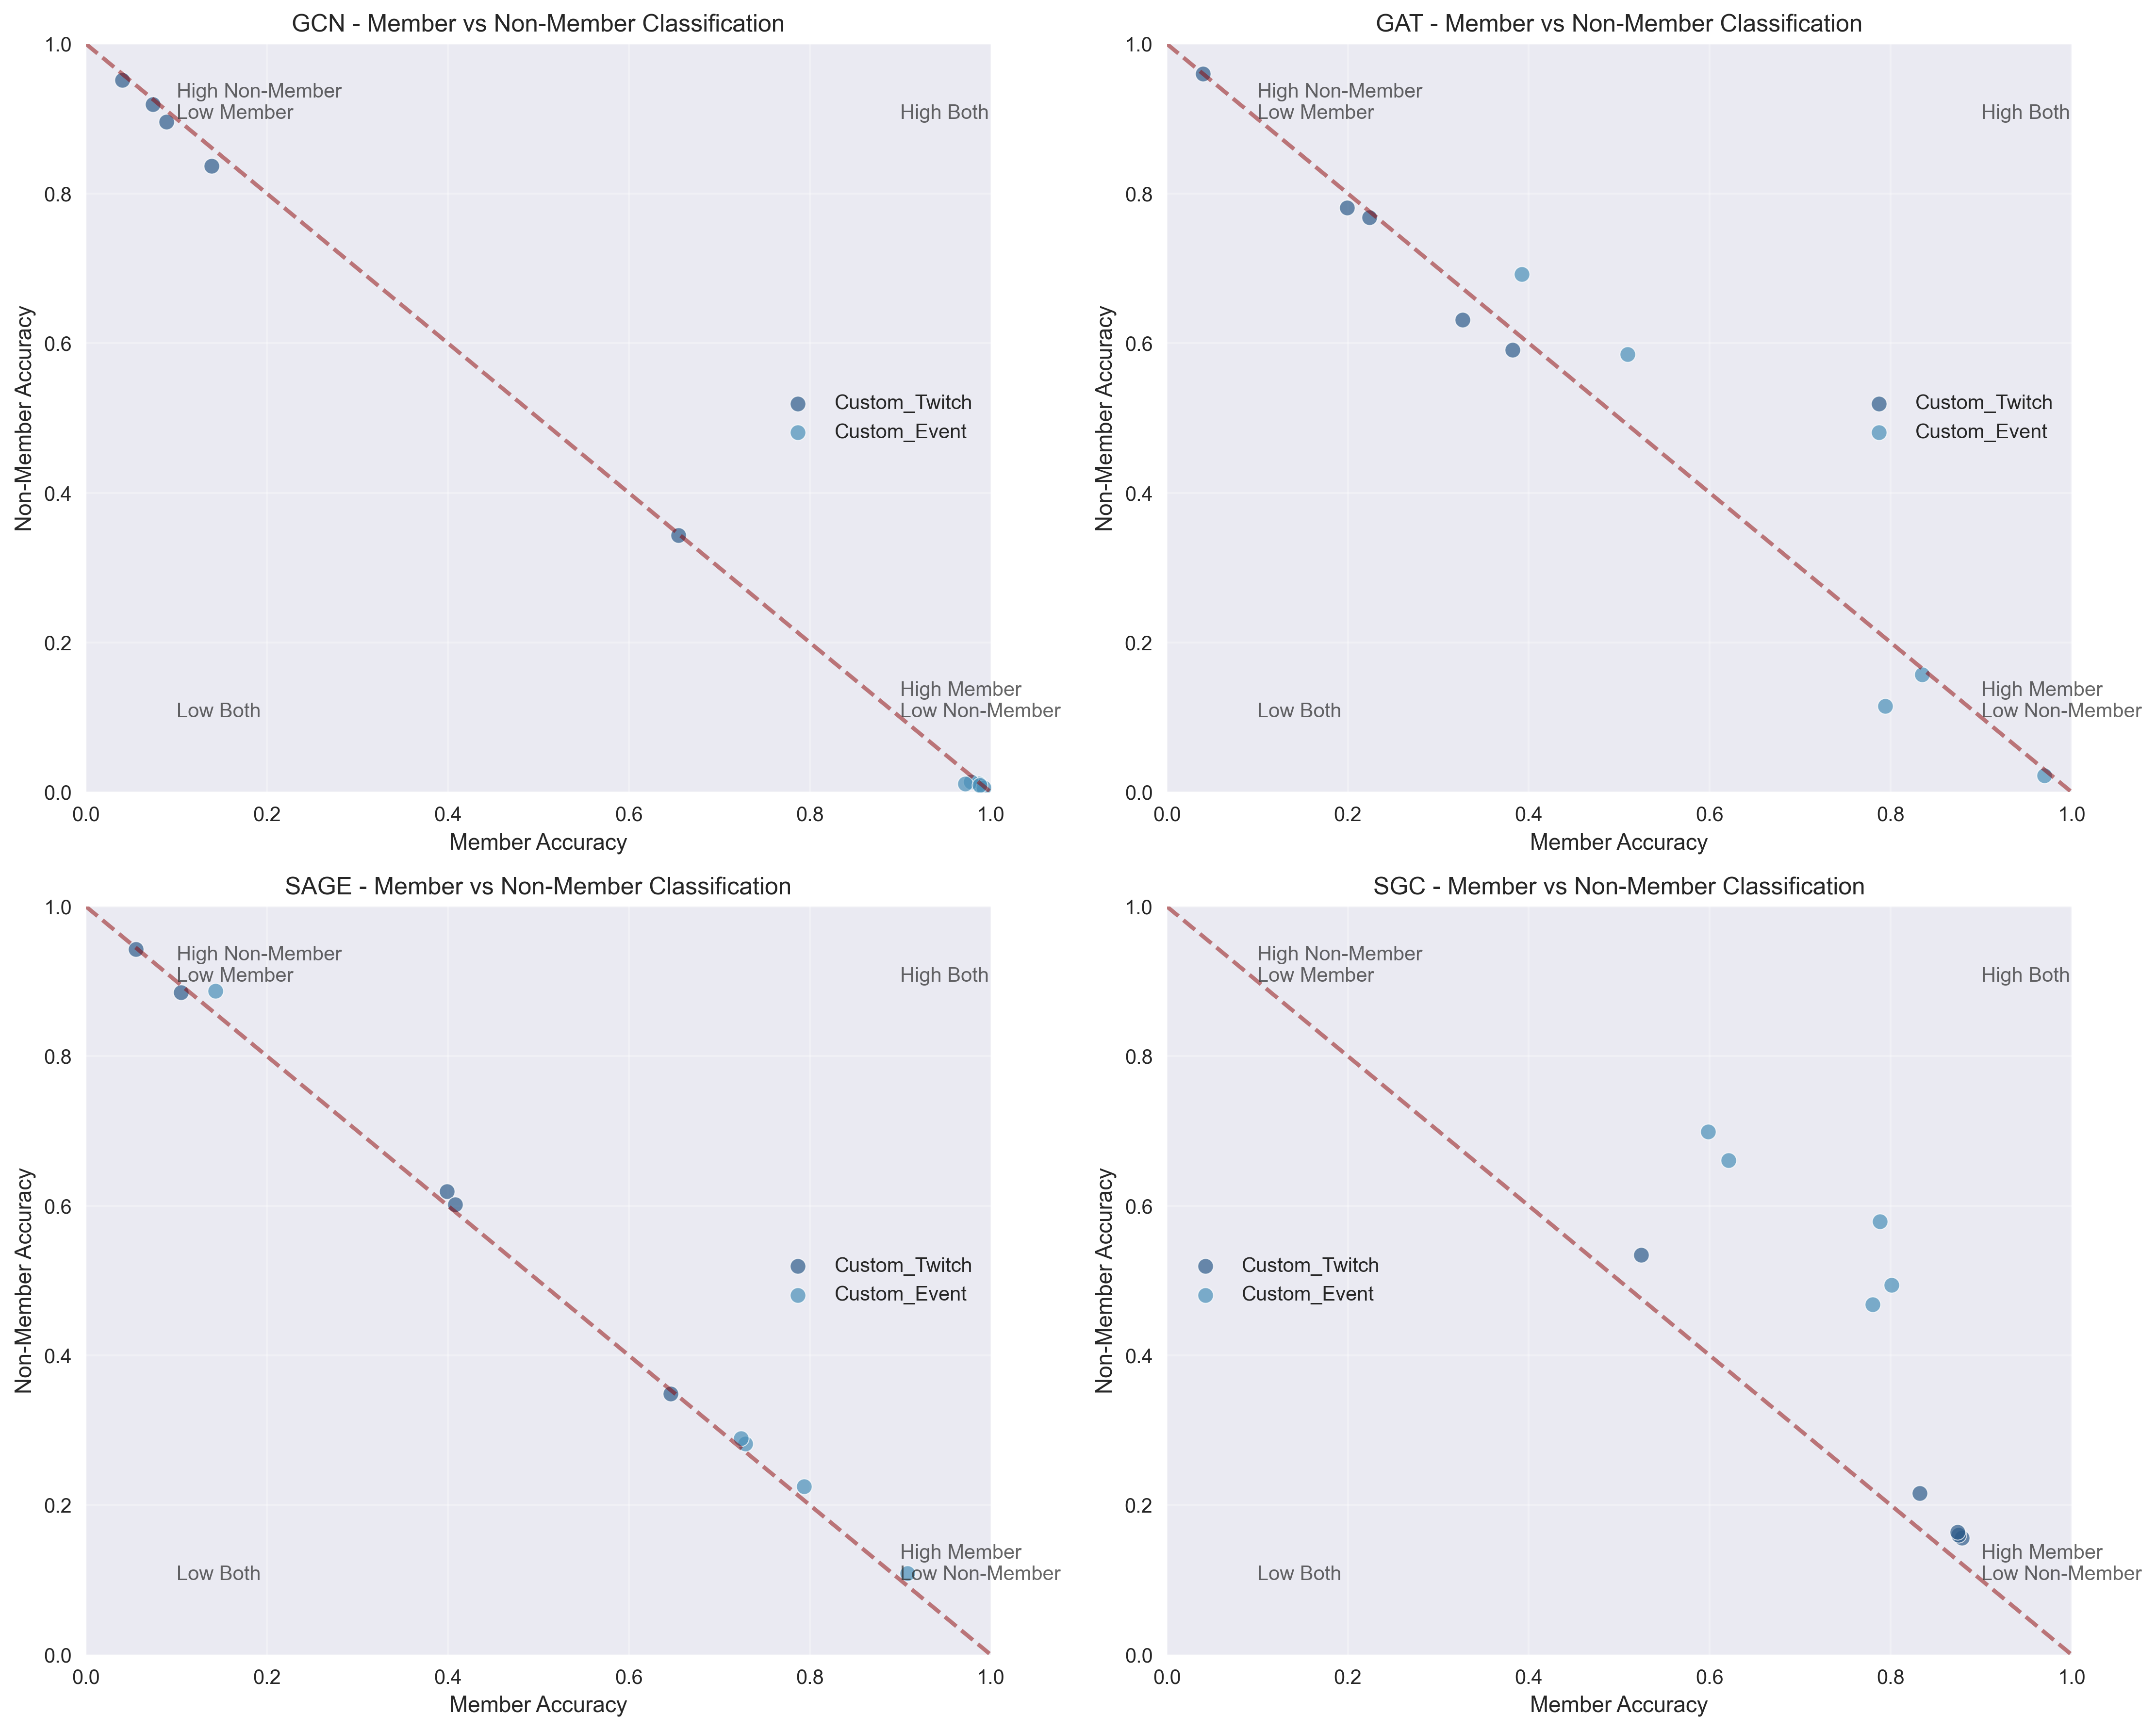 GCN - Member vs Non-Member Classification
1.0
0.8
0.6
0.4
0.2
0.0
Non-Member Accuracy
High Non-Member
Low Member
High Both
Custom_Twitch
Custom_Event
Low Both
High Member
Low Non-Member
0.0 0.2 0.4 0.6 0.8 1.0
Member Accuracy
GAT - Member vs Non-Member Classification
1.0
0.8
0.6
0.4
0.2
0.0
Non-Member Accuracy
High Non-Member
Low Member
High Both
Custom_Twitch
Custom_Event
Low Both
High Member
Low Non-Member
0.0 0.2 0.4 0.6 0.8 1.0
Member Accuracy
SAGE - Member vs Non-Member Classification
1.0
0.8
0.6
0.4
0.2
0.0
Non-Member Accuracy
High Non-Member
Low Member
High Both
Custom_Twitch
Custom_Event
Low Both
High Member
Low Non-Member
0.0 0.2 0.4 0.6 0.8 1.0
Member Accuracy
SGC - Member vs Non-Member Classification
1.0
0.8
0.6
0.4
0.2
0.0
Non-Member Accuracy
High Non-Member
Low Member
High Both
Custom_Twitch
Custom_Event
Low Both
High Member
Low Non-Member
0.0 0.2 0.4 0.6 0.8 1.0
Member Accuracy